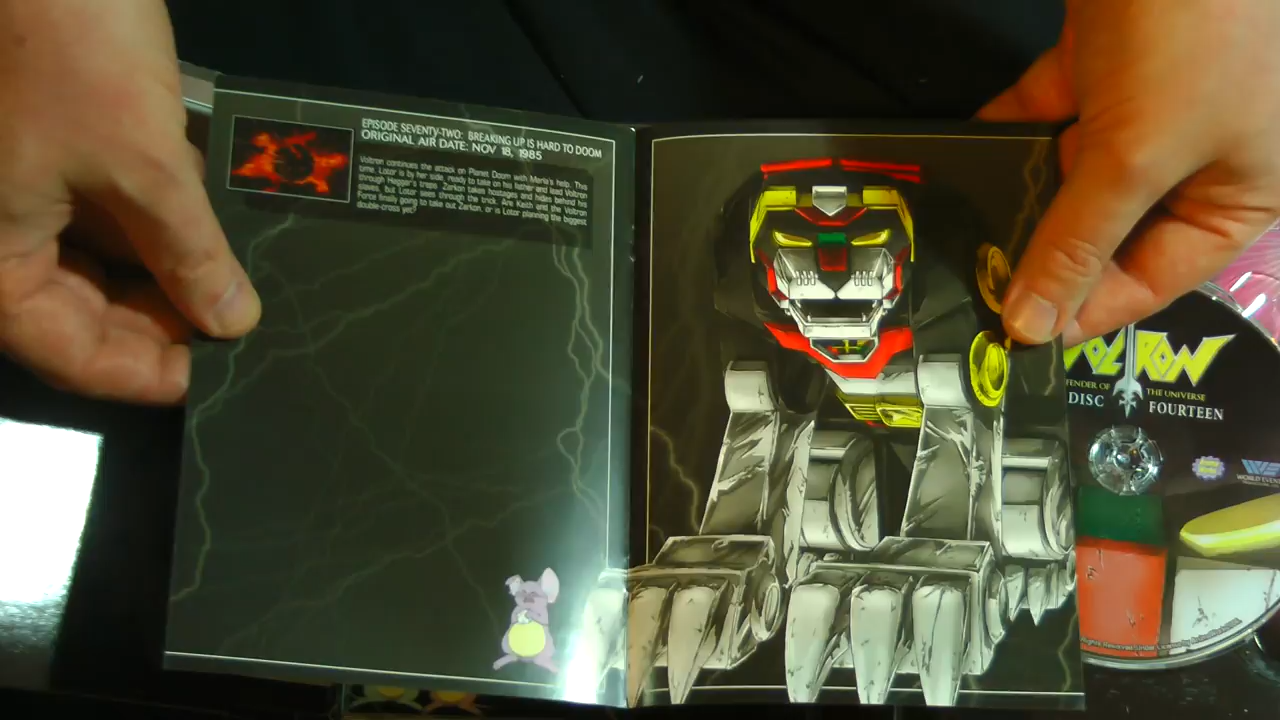 EPISODE SEVENTY-TWO: BREAKING UP IS HARD TO DOOM
ORIGINAL AIR DATE: NOV 18, 1985
Voltron continues the attack on Planet Doom with Merla's help. This
time, Lotor is by her side, ready to take on his father and lead Voltron
through Haggar's traps. Zarkon takes hostages and hides behind his
slaves, but Lotor sees through the trick. Are Keith and the Voltron
Force finally going to take out Zarkon, or is Lotor planning the biggest
double-cross yet?
VOLTRON
FENDER OF THE UNIVERSE
DISC FOURTEEN
WORLD EVEN